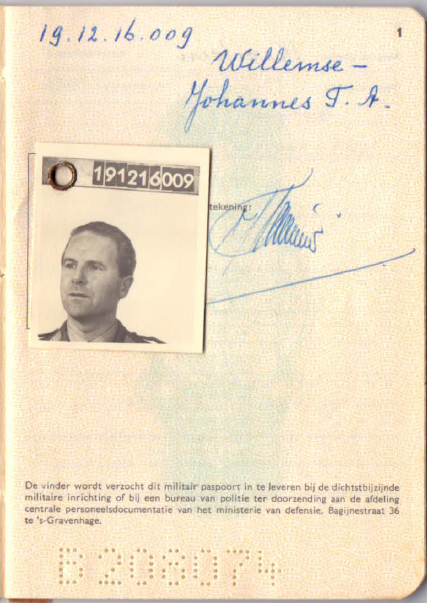 19.12.16.009
1
Willemse-
Johannes T. A.
191216009
tekening:
De vinder wordt verzocht dit militair paspoort in te leveren bij de dichtstbijzijnde
militaire inrichting of bij een bureau van politie ter doorzending aan de afdeling
centrale personeelsdocumentatie van het ministerie van defensie, Bagijnestraat 36
te 's-Gravenhage.
B 208074